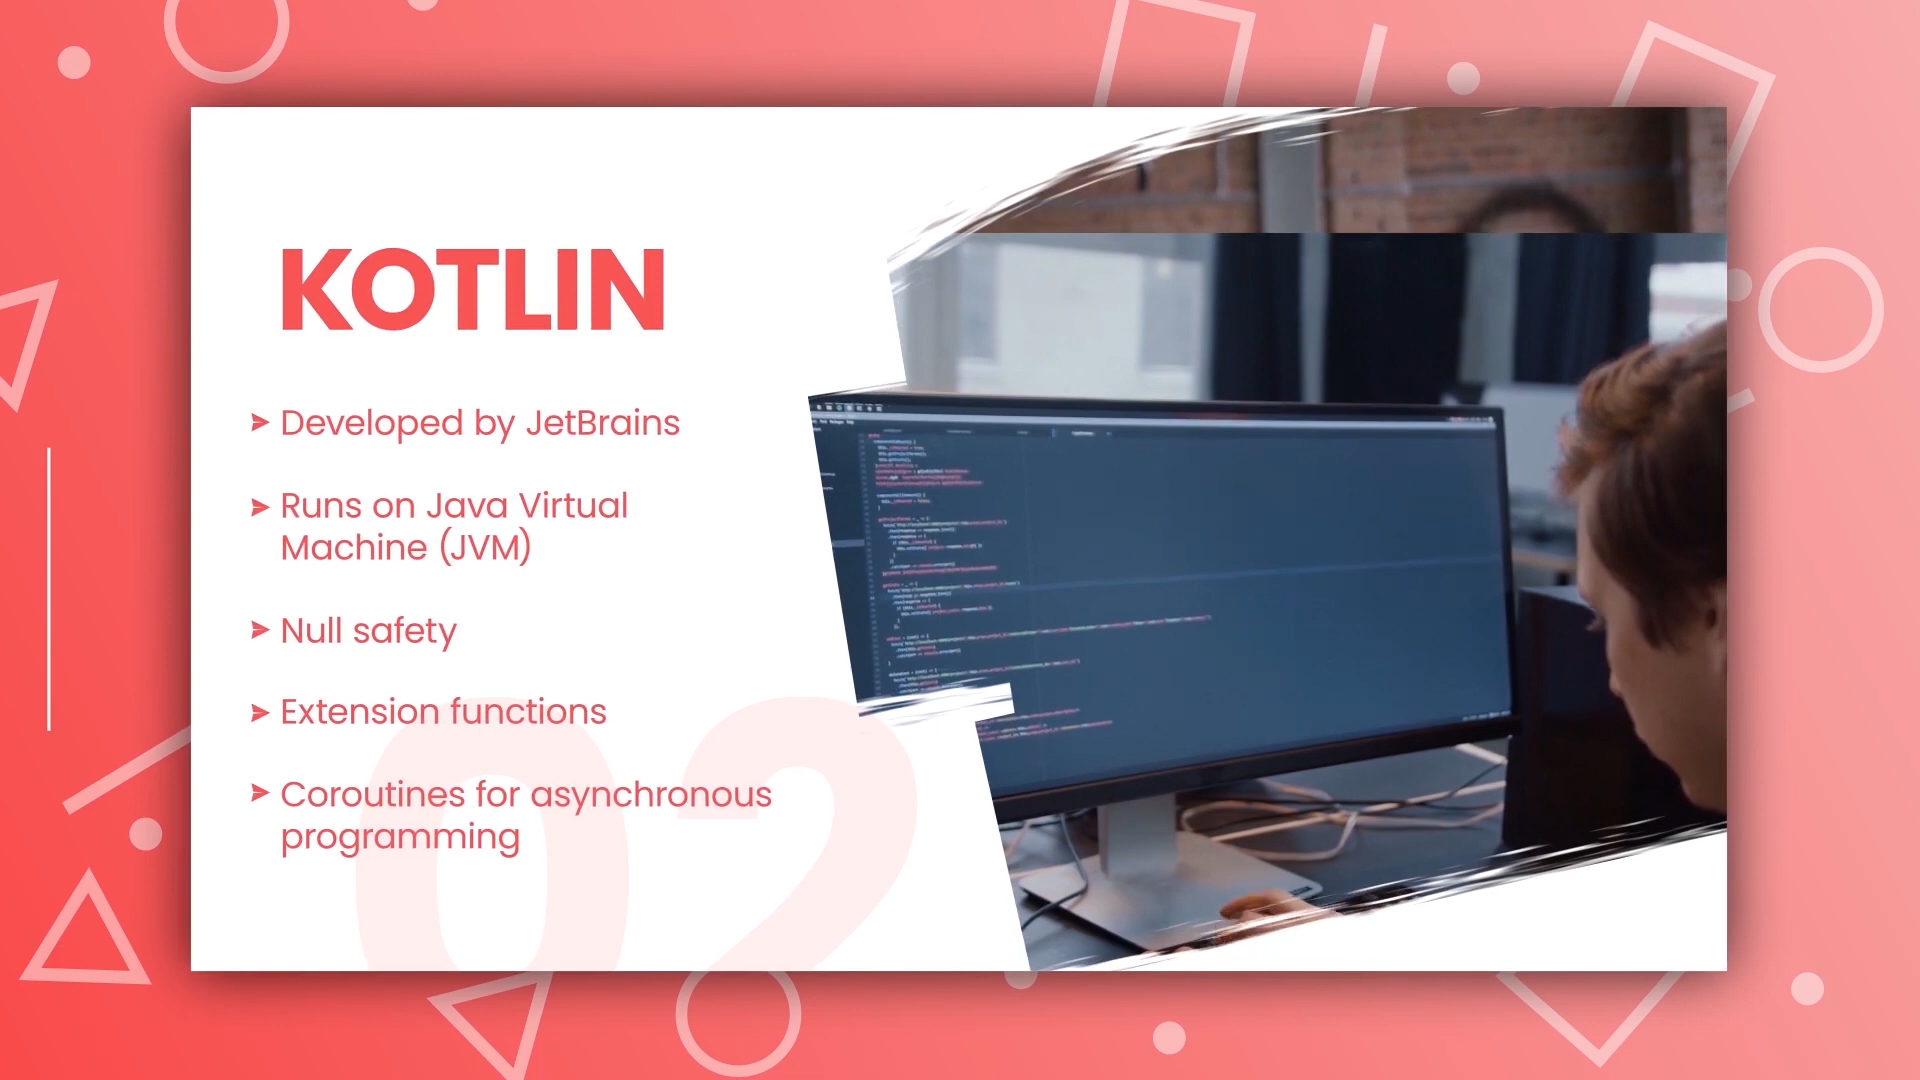 KOTLIN
Developed by JetBrains
Runs on Java Virtual
Machine (JVM)
Null safety
Extension functions
Coroutines for asynchronous
programming
02